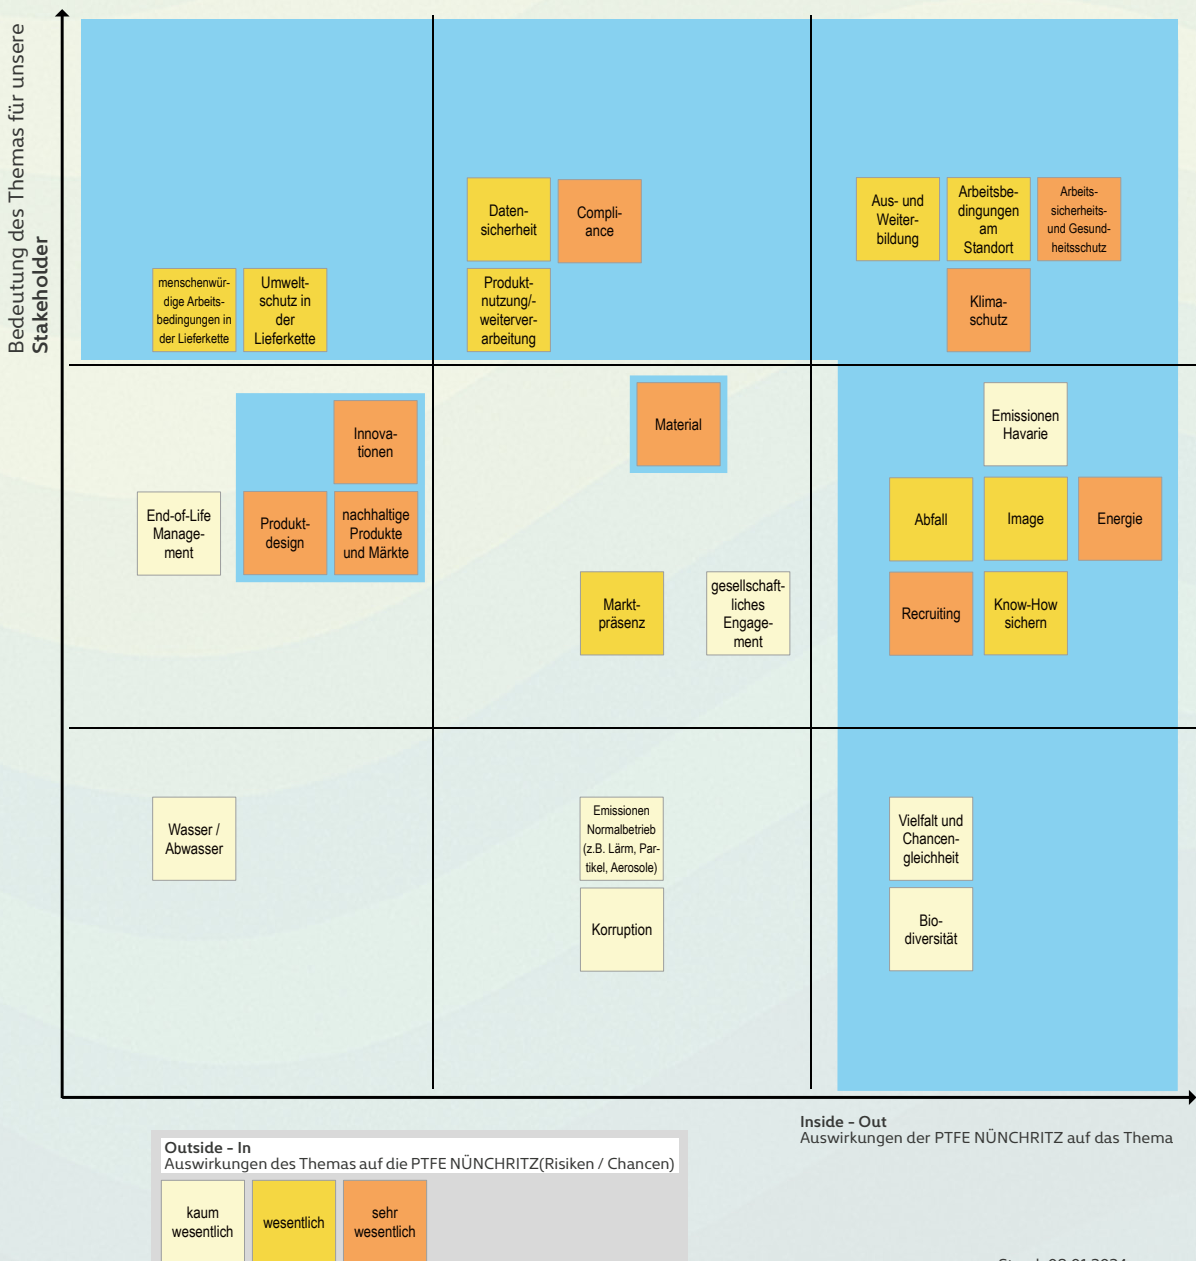 Bedeutung des Themas für unsere
Stakeholder
Daten-
sicherheit
Compli-
ance
Aus- und
Weiter-
bildung
Arbeitsbe-
dingungen
am
Standort
Arbeits-
sicherheits-
und Gesund-
heitsschutz
menschenwür-
dige Arbeits-
bedingungen in
der Lieferkette
Umwelt-
schutz in
der
Lieferkette
Produkt-
nutzung/-
weiterver-
arbeitung
Klima-
schutz
Innova-
tionen
Material
Emissionen
Havarie
End-of-Life
Manage-
ment
Produkt-
design
nachhaltige
Produkte
und Märkte
Abfall
Image
Energie
Markt-
präsenz
gesellschaft-
liches
Engage-
ment
Recruiting
Know-How
sichern
Wasser /
Abwasser
Emissionen
Normalbetrieb
(z.B. Lärm, Par-
tikel, Aerosole)
Vielfalt und
Chancen-
gleichheit
Korruption
Bio-
diversität
Inside - Out
Auswirkungen der PTFE NÜNCHRITZ auf das Thema
Outside - In
Auswirkungen des Themas auf die PTFE NÜNCHRITZ(Risiken / Chancen)
kaum
wesentlich
wesentlich
sehr
wesentlich